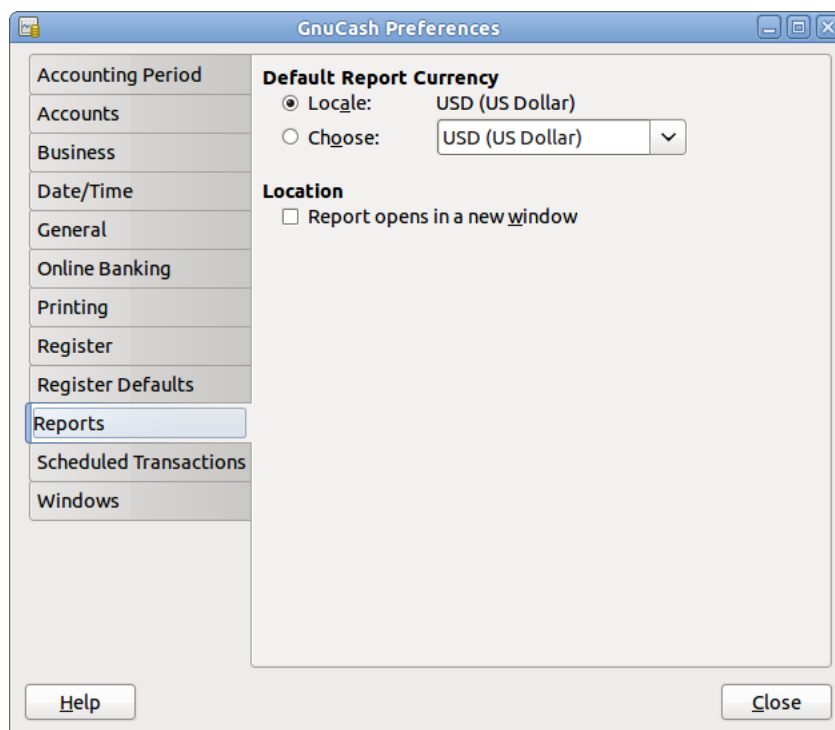 GnuCash Preferences
Accounting Period
Accounts
Business
Date/Time
General
Online Banking
Printing
Register
Register Defaults
Reports
Scheduled Transactions
Windows
Default Report Currency
Locale: USD (US Dollar)
Choose: USD (US Dollar)
Location
Report opens in a new window
Help
Close